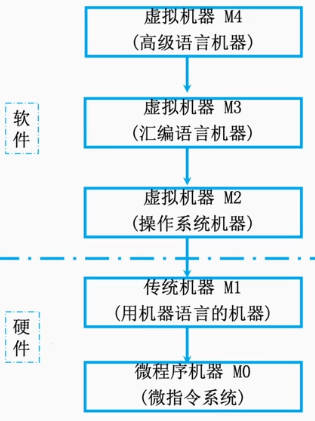 虚拟机器 M4
(高级语言机器)
虚拟机器 M3
(汇编语言机器)
软
件
虚拟机器 M2
(操作系统机器)
传统机器 M1
(用机器语言的机器)
硬
件
微程序机器 M0
(微指令系统)